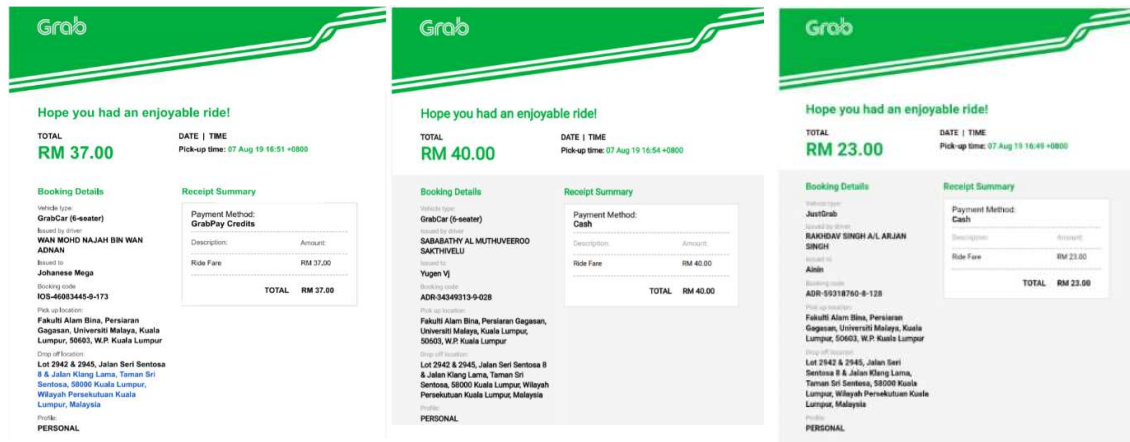 Grab
Hope you had an enjoyable ride!
TOTAL
RM 37.00
DATE | TIME
Pick-up time: 07 Aug 19 16:51 +0800
Booking Details
Vehicle type:
GrabCar (6-seater)
Issued by driver
WAN MOHD NAJAH BIN WAN
ADNAN
Issued to
Johanese Mega
Booking code
IOS-46083445-9-173
Pick up location:
Fakulti Alam Bina, Persiaran
Gagasan, Universiti Malaya, Kuala
Lumpur, 50603, W.P. Kuala Lumpur
Drop off location:
Lot 2942 & 2945, Jalan Seri Sentosa
8 & Jalan Klang Lama, Taman Sri
Sentosa, 58000 Kuala Lumpur,
Wilayah Persekutuan Kuala
Lumpur, Malaysia
Profile:
PERSONAL
Receipt Summary
Payment Method:
GrabPay Credits
Description: Amount:
Ride Fare RM 37.00
TOTAL RM 37.00
Grab
Hope you had an enjoyable ride!
TOTAL
RM 40.00
DATE | TIME
Pick-up time: 07 Aug 19 16:54 +0800
Booking Details
Vehicle type:
GrabCar (6-seater)
Issued by driver
SABABATHY AL MUTHUVEEROO
SAKTHIVELU
Issued to
Yugen Vj
Booking code
ADR-34349313-9-028
Pick up location:
Fakulti Alam Bina, Persiaran Gagasan,
Universiti Malaya, Kuala Lumpur,
50603, W.P. Kuala Lumpur
Drop off location:
Lot 2942 & 2945, Jalan Seri Sentosa 8
& Jalan Klang Lama, Taman Sri
Sentosa, 58000 Kuala Lumpur, Wilayah
Persekutuan Kuala Lumpur, Malaysia
Profile:
PERSONAL
Receipt Summary
Payment Method:
Cash
Description: Amount:
Ride Fare RM 40.00
TOTAL RM 40.00
Grab
Hope you had an enjoyable ride!
TOTAL
RM 23.00
DATE | TIME
Pick-up time: 07 Aug 19 16:49 +0800
Booking Details
Vehicle type:
JustGrab
Issued by driver
RAKHDAV SINGH A/L ARJAN
SINGH
Issued to
Ainin
Booking code
ADR-59318760-8-128
Pick up location:
Fakulti Alam Bina, Persiaran
Gagasan, Universiti Malaya, Kuala
Lumpur, 50603, W.P. Kuala Lumpur
Drop off location:
Lot 2942 & 2945, Jalan Seri
Sentosa 8 & Jalan Klang Lama,
Taman Sri Sentosa, 58000 Kuala
Lumpur, Wilayah Persekutuan Kuala
Lumpur, Malaysia
Profile:
PERSONAL
Receipt Summary
Payment Method:
Cash
Description: Amount:
Ride Fare RM 23.00
TOTAL RM 23.00